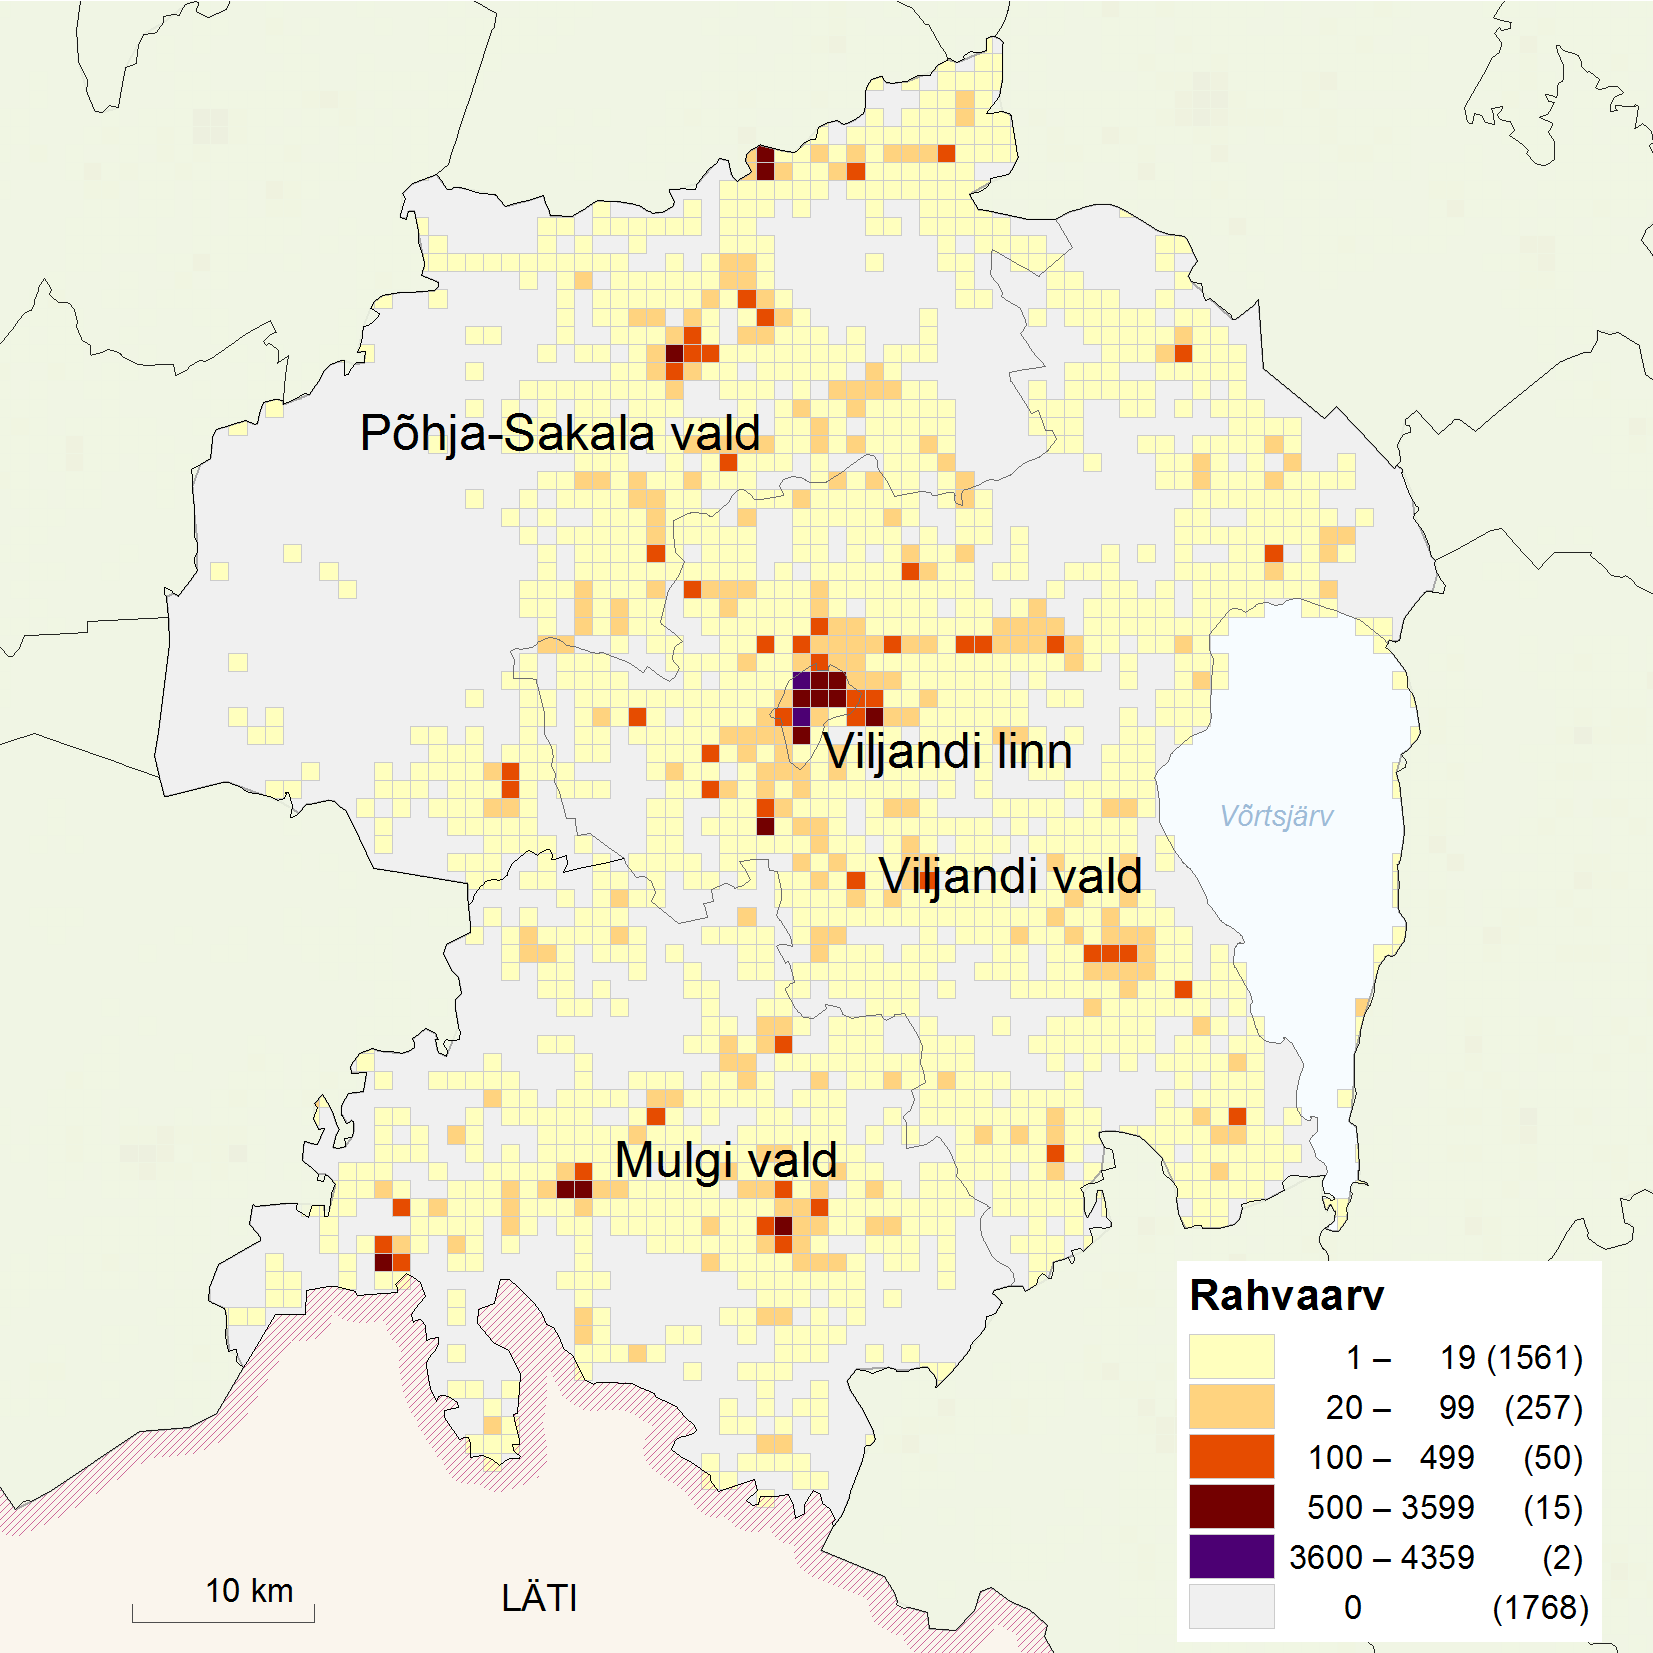 Põhja-Sakala vald
Viljandi linn
Võrtsjärv
Viljandi vald
Mulgi vald
Rahvaarv
1 – 19 (1561)
20 – 99 (257)
100 – 499 (50)
500 – 3599 (15)
3600 – 4359 (2)
0 (1768)
10 km
LÄTI